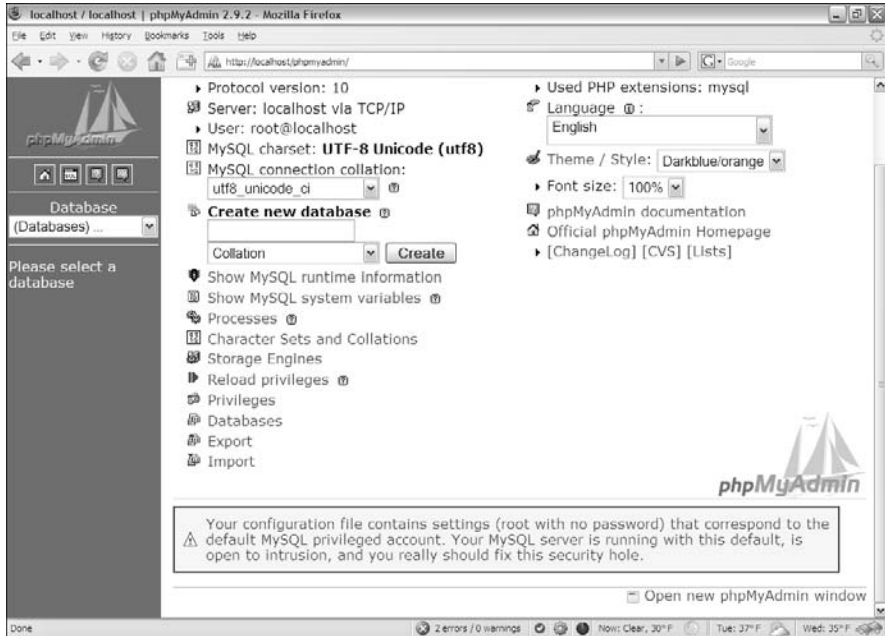 localhost / localhost | phpMyAdmin 2.9.2 - Mozilla Firefox
File Edit View History Bookmarks Tools Help
http://localhost/phpmyadmin/
Google
phpMyAdmin
Database
(Databases) ...
Please select a
database
Protocol version: 10
Server: localhost via TCP/IP
User: root@localhost
MySQL charset: UTF-8 Unicode (utf8)
MySQL connection collation:
utf8_unicode_ci
Create new database
Collation
Create
Show MySQL runtime information
Show MySQL system variables
Processes
Character Sets and Collations
Storage Engines
Reload privileges
Privileges
Databases
Export
Import
Used PHP extensions: mysql
Language :
English
Theme / Style: Darkblue/orange
Font size: 100%
phpMyAdmin documentation
Official phpMyAdmin Homepage
[ChangeLog] [CVS] [Lists]
phpMyAdmin
Your configuration file contains settings (root with no password) that correspond to the
default MySQL privileged account. Your MySQL server is running with this default, is
open to intrusion, and you really should fix this security hole.
Open new phpMyAdmin window
Done
2 errors / 0 warnings
Now: Clear, 30° F
Tue: 37° F
Wed: 35° F